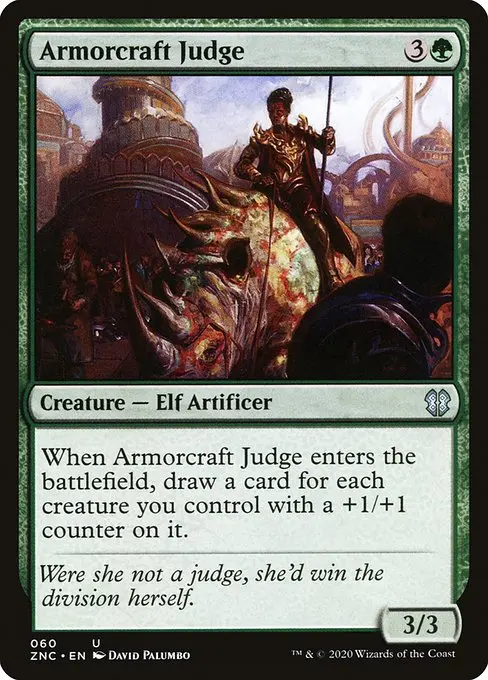 Armorcraft Judge 3
Creature — Elf Artificer
When Armorcraft Judge enters the
battlefield, draw a card for each
creature you control with a +1/+1
counter on it.
Were she not a judge, she’d win the
division herself.
3/3
060 U
ZNC • EN DAVID PALUMBO ™ & © 2020 Wizards of the Coast